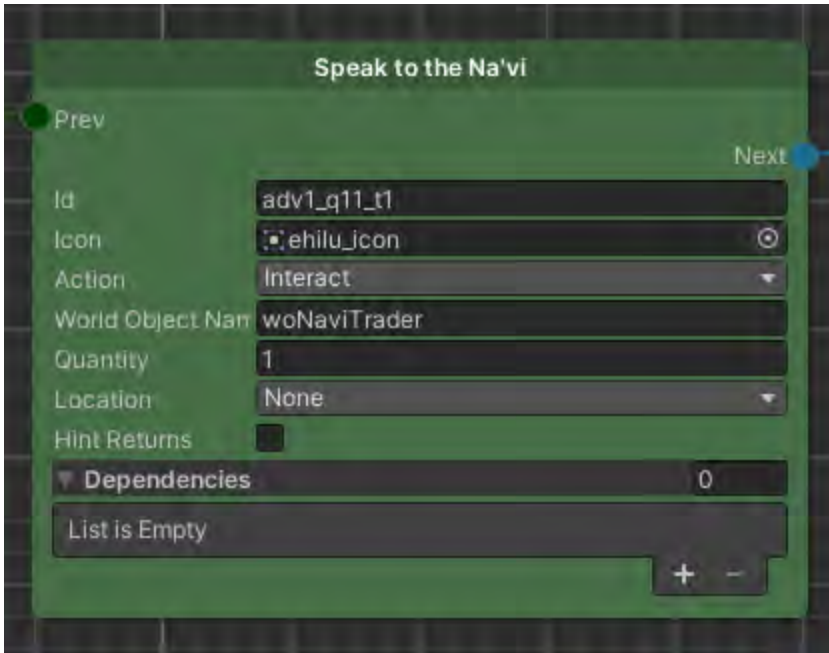 Speak to the Na'vi
Prev
Next
Id adv1_q11_t1
Icon ehilu_icon
Action Interact
World Object Nan woNaviTrader
Quantity 1
Location None
Hint Returns
Dependencies 0
List is Empty
+ −